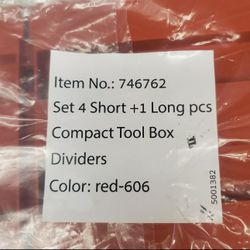 Item No.: 746762
Set 4 Short +1 Long pcs
Compact Tool Box
Dividers
Color: red-606
5001382